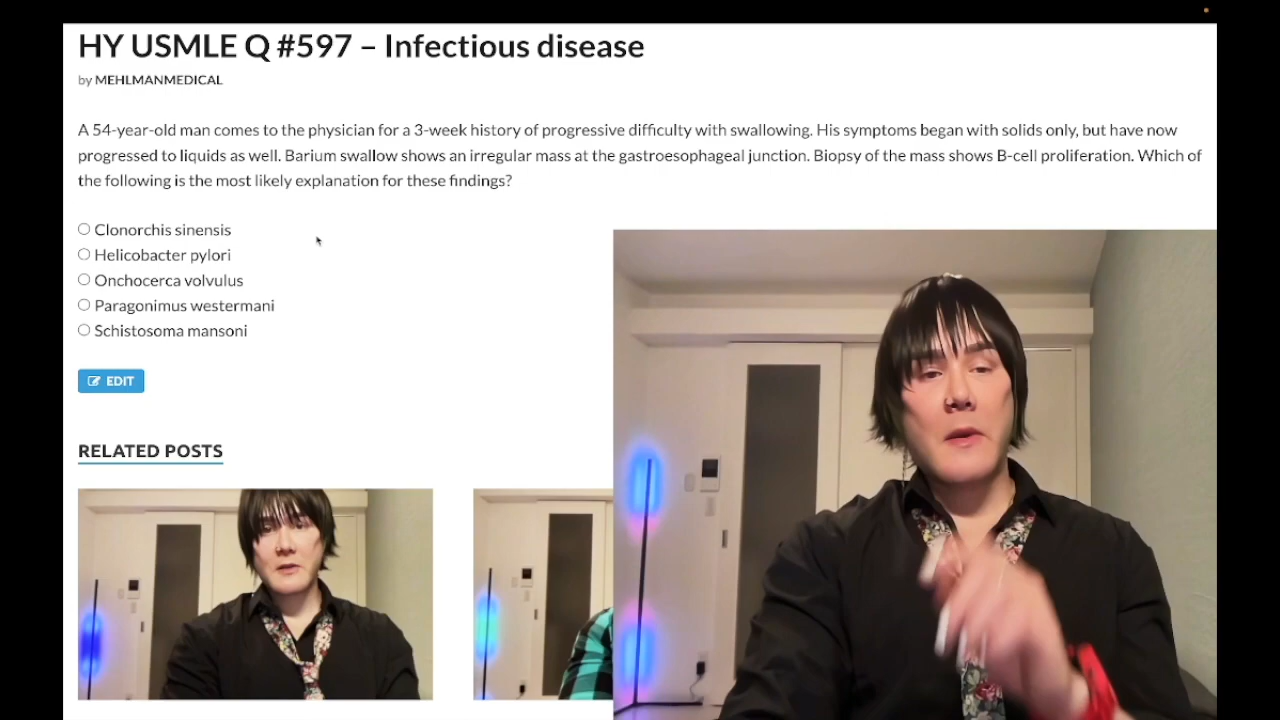 HY USMLE Q #597 – Infectious disease
by MEHLMANMEDICAL
A 54-year-old man comes to the physician for a 3-week history of progressive difficulty with swallowing. His symptoms began with solids only, but have now
progressed to liquids as well. Barium swallow shows an irregular mass at the gastroesophageal junction. Biopsy of the mass shows B-cell proliferation. Which of
the following is the most likely explanation for these findings?
Clonorchis sinensis
Helicobacter pylori
Onchocerca volvulus
Paragonimus westermani
Schistosoma mansoni
EDIT
RELATED POSTS